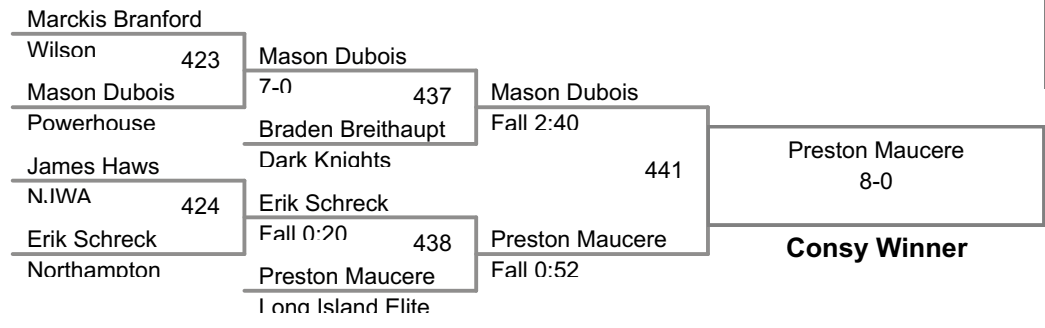 Marckis Branford
Wilson
423
Mason Dubois
Powerhouse
James Haws
NJWA
424
Erik Schreck
Northampton
Mason Dubois
7-0
437
Braden Breithaupt
Dark Knights
Erik Schreck
Fall 0:20
438
Preston Maucere
Long Island Elite
Mason Dubois
Fall 2:40
441
Preston Maucere
Fall 0:52
Preston Maucere
8-0
Consy Winner